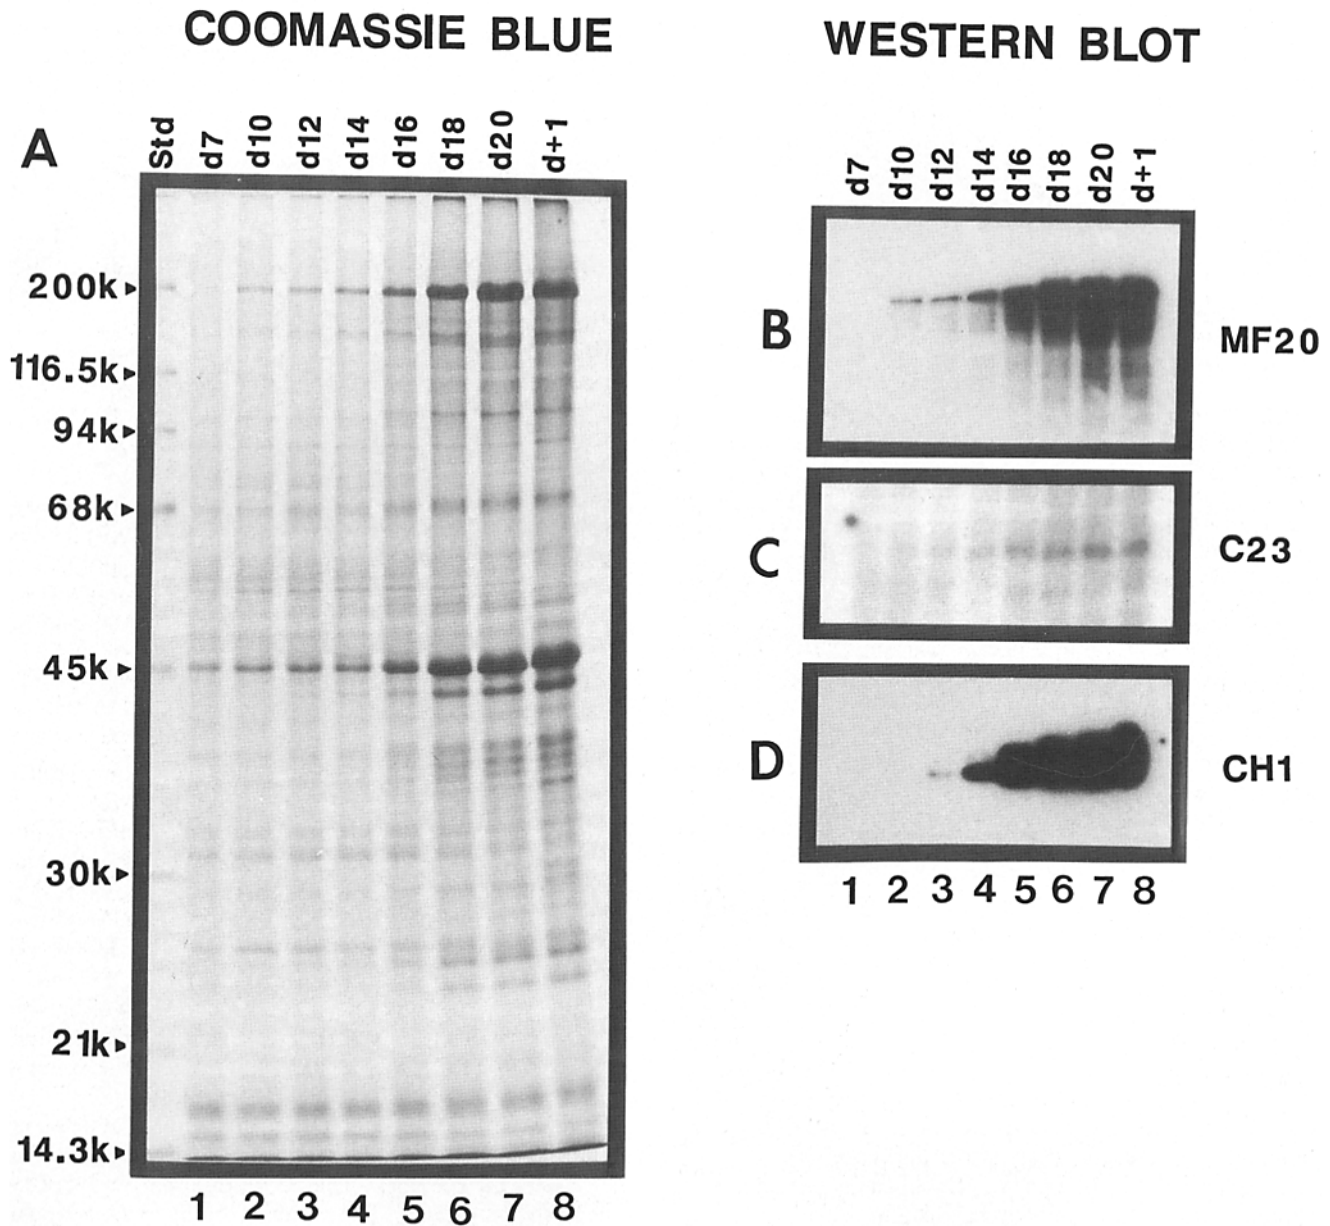 COOMASSIE BLUE
A
Std d7 d10 d12 d14 d16 d18 d20 d+1
200k
116.5k
94k
68k
45k
30k
21k
14.3k
1 2 3 4 5 6 7 8
WESTERN BLOT
d7 d10 d12 d14 d16 d18 d20 d+1
B
MF20
C
C23
D
CH1
1 2 3 4 5 6 7 8